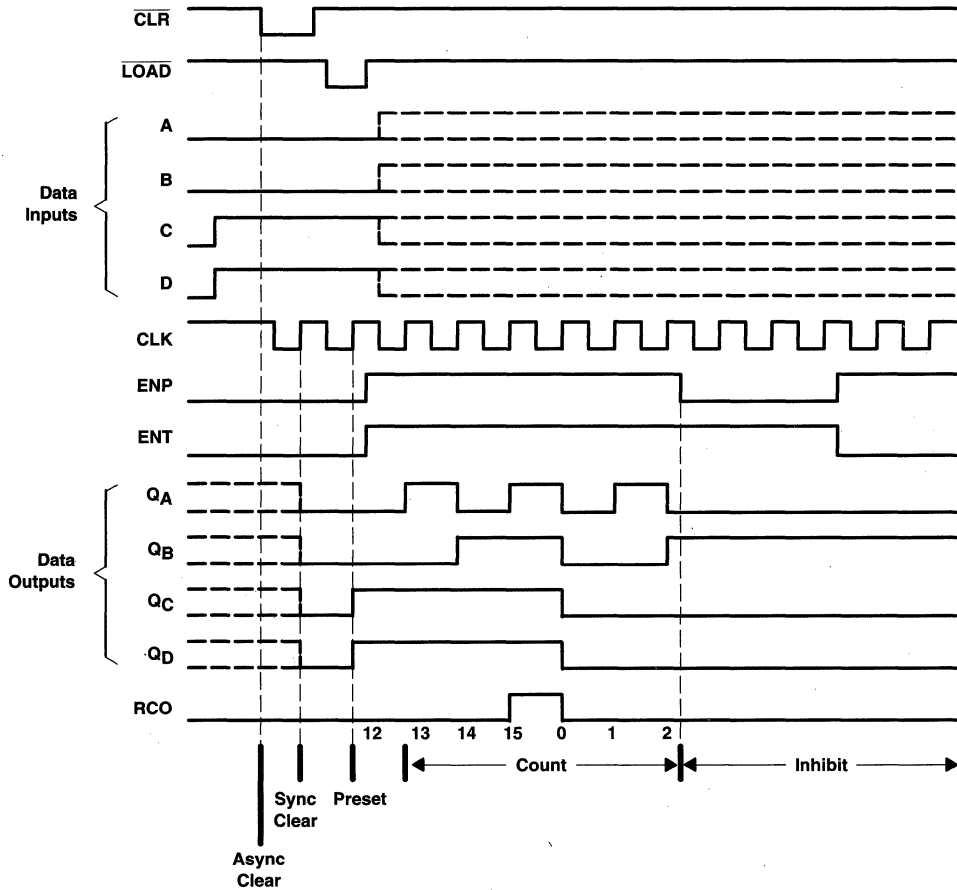 CLR
LOAD
A
B
Data
Inputs
C
D
CLK
ENP
ENT
QA
QB
Data
Outputs
QC
QD
RCO
12 13 14 15 0 1 2
Count Inhibit
Sync
Clear
Preset
Async
Clear